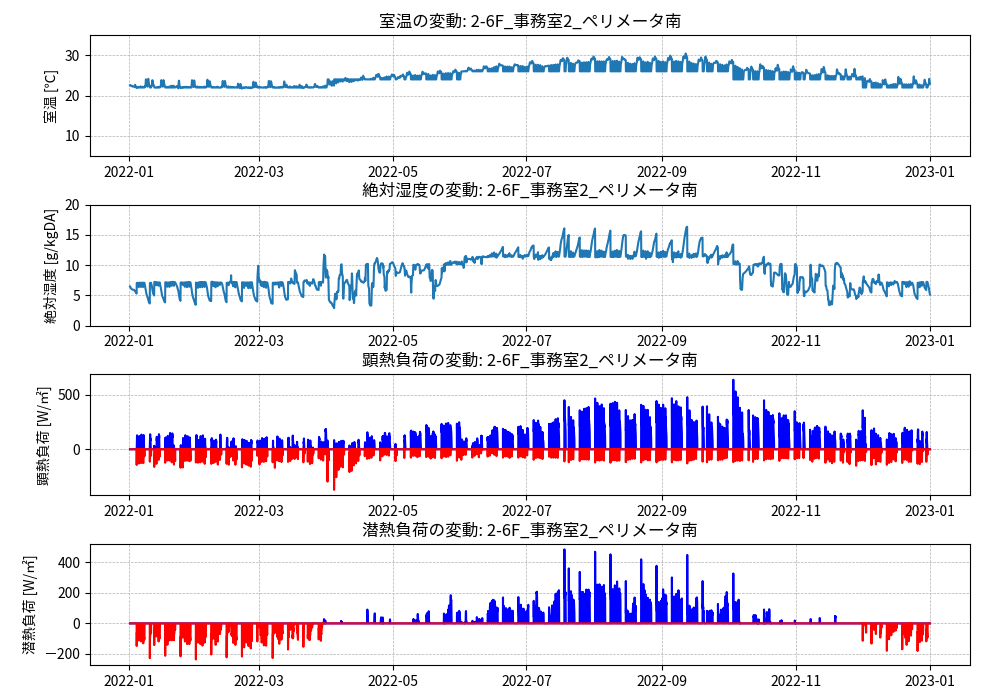 室温の変動: 2-6F_事務室2_ペリメータ南
室温 [℃]
30
20
10
2022-01 2022-03 2022-05 2022-07 2022-09 2022-11 2023-01
絶対湿度の変動: 2-6F_事務室2_ペリメータ南
絶対湿度 [g/kgDA]
20
15
10
5
0
2022-01 2022-03 2022-05 2022-07 2022-09 2022-11 2023-01
顕熱負荷の変動: 2-6F_事務室2_ペリメータ南
顕熱負荷 [W/㎡]
500
0
2022-01 2022-03 2022-05 2022-07 2022-09 2022-11 2023-01
潜熱負荷の変動: 2-6F_事務室2_ペリメータ南
潜熱負荷 [W/㎡]
400
200
0
−200
2022-01 2022-03 2022-05 2022-07 2022-09 2022-11 2023-01